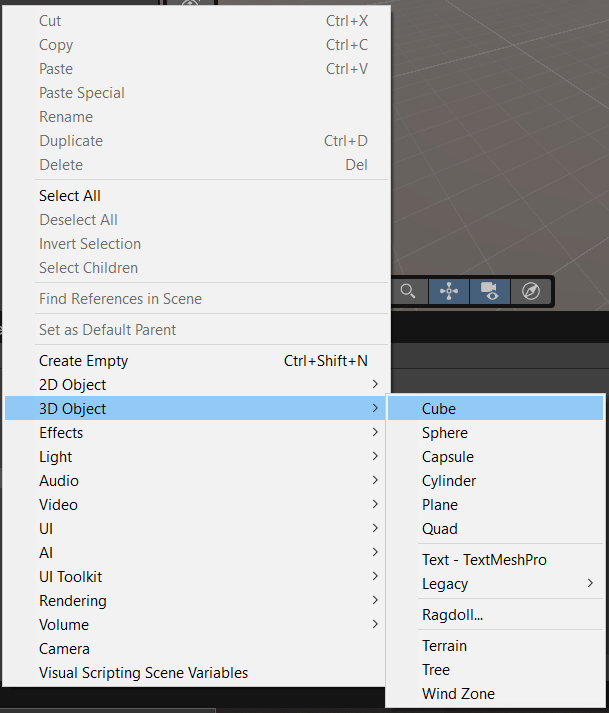 Cut Ctrl+X
Copy Ctrl+C
Paste Ctrl+V
Paste Special
Rename
Duplicate Ctrl+D
Delete Del
Select All
Deselect All
Invert Selection
Select Children
Find References in Scene
Set as Default Parent
Create Empty Ctrl+Shift+N
2D Object
3D Object
Effects
Light
Audio
Video
UI
AI
UI Toolkit
Rendering
Volume
Camera
Visual Scripting Scene Variables
Cube
Sphere
Capsule
Cylinder
Plane
Quad
Text - TextMeshPro
Legacy
Ragdoll...
Terrain
Tree
Wind Zone